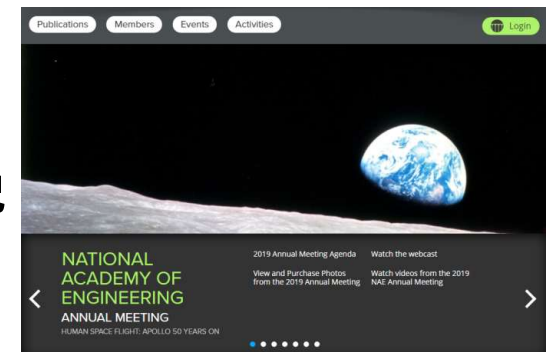 Publications Members Events Activities Login
NATIONAL
ACADEMY OF
ENGINEERING
ANNUAL MEETING
HUMAN SPACE FLIGHT: APOLLO 50 YEARS ON
2019 Annual Meeting Agenda
View and Purchase Photos
from the 2019 Annual Meeting
Watch the webcast
Watch videos from the 2019
NAE Annual Meeting